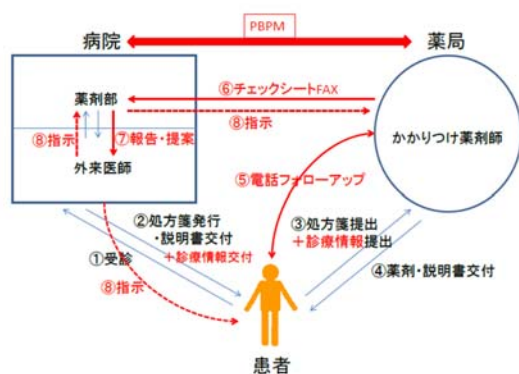 PBPM
病院
薬局
⑥チェックシートFAX
薬剤部
⑧指示
⑧指示
⑦報告・提案
かかりつけ薬剤師
外来医師
⑤電話フォローアップ
②処方箋発行
・説明書交付
+診療情報交付
③処方箋提出
+診療情報提出
①受診
④薬剤・説明書交付
⑧指示
患者